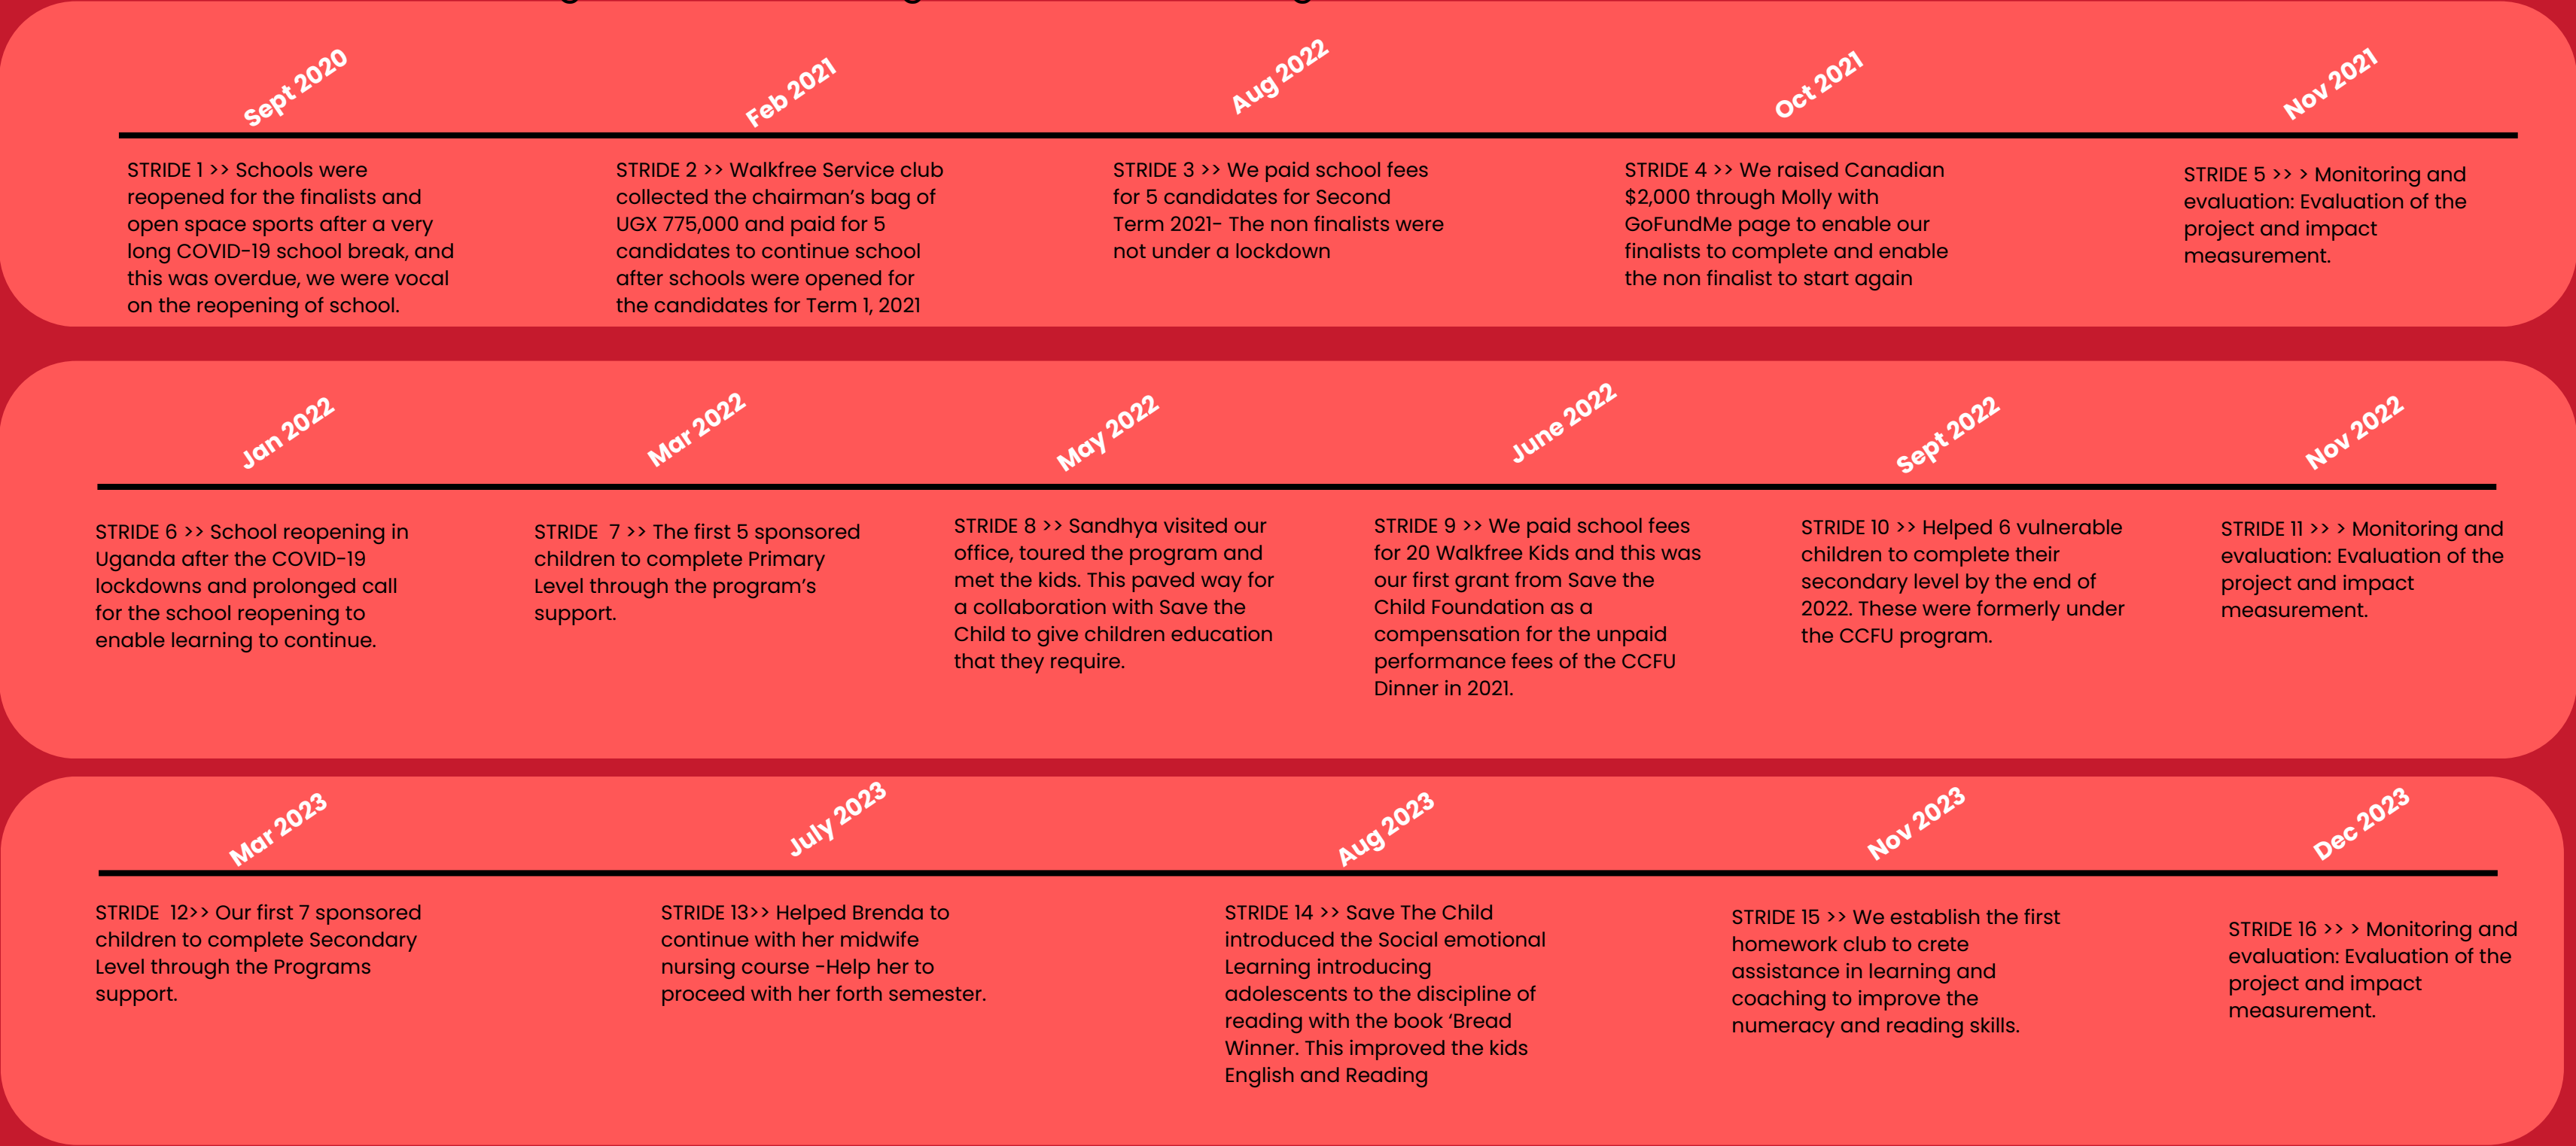 Sept 2020
STRIDE 1 >> Schools were
reopened for the finalists and
open space sports after a very
long COVID-19 school break, and
this was overdue, we were vocal
on the reopening of school.
Feb 2021
STRIDE 2 >> Walkfree Service club
collected the chairman’s bag of
UGX 775,000 and paid for 5
candidates to continue school
after schools were opened for
the candidates for Term 1, 2021
Aug 2022
STRIDE 3 >> We paid school fees
for 5 candidates for Second
Term 2021- The non finalists were
not under a lockdown
Oct 2021
STRIDE 4 >> We raised Canadian
$2,000 through Molly with
GoFundMe page to enable our
finalists to complete and enable
the non finalist to start again
Nov 2021
STRIDE 5 >> > Monitoring and
evaluation: Evaluation of the
project and impact
measurement.
Jan 2022
STRIDE 6 >> School reopening in
Uganda after the COVID-19
lockdowns and prolonged call
for the school reopening to
enable learning to continue.
Mar 2022
STRIDE  7 >> The first 5 sponsored
children to complete Primary
Level through the program’s
support.
May 2022
STRIDE 8 >> Sandhya visited our
office, toured the program and
met the kids. This paved way for
a collaboration with Save the
Child to give children education
that they require.
June 2022
STRIDE 9 >> We paid school fees
for 20 Walkfree Kids and this was
our first grant from Save the
Child Foundation as a
compensation for the unpaid
performance fees of the CCFU
Dinner in 2021.
Sept 2022
STRIDE 10 >> Helped 6 vulnerable
children to complete their
secondary level by the end of
2022. These were formerly under
the CCFU program.
Nov 2022
STRIDE 11 >> > Monitoring and
evaluation: Evaluation of the
project and impact
measurement.
Mar 2023
STRIDE  12>> Our first 7 sponsored
children to complete Secondary
Level through the Programs
support.
July 2023
STRIDE 13>> Helped Brenda to
continue with her midwife
nursing course -Help her to
proceed with her forth semester.
Aug 2023
STRIDE 14 >> Save The Child
introduced the Social emotional
Learning introducing
adolescents to the discipline of
reading with the book ‘Bread
Winner. This improved the kids
English and Reading
Nov 2023
STRIDE 15 >> We establish the first
homework club to crete
assistance in learning and
coaching to improve the
numeracy and reading skills.
Dec 2023
STRIDE 16 >> > Monitoring and
evaluation: Evaluation of the
project and impact
measurement.